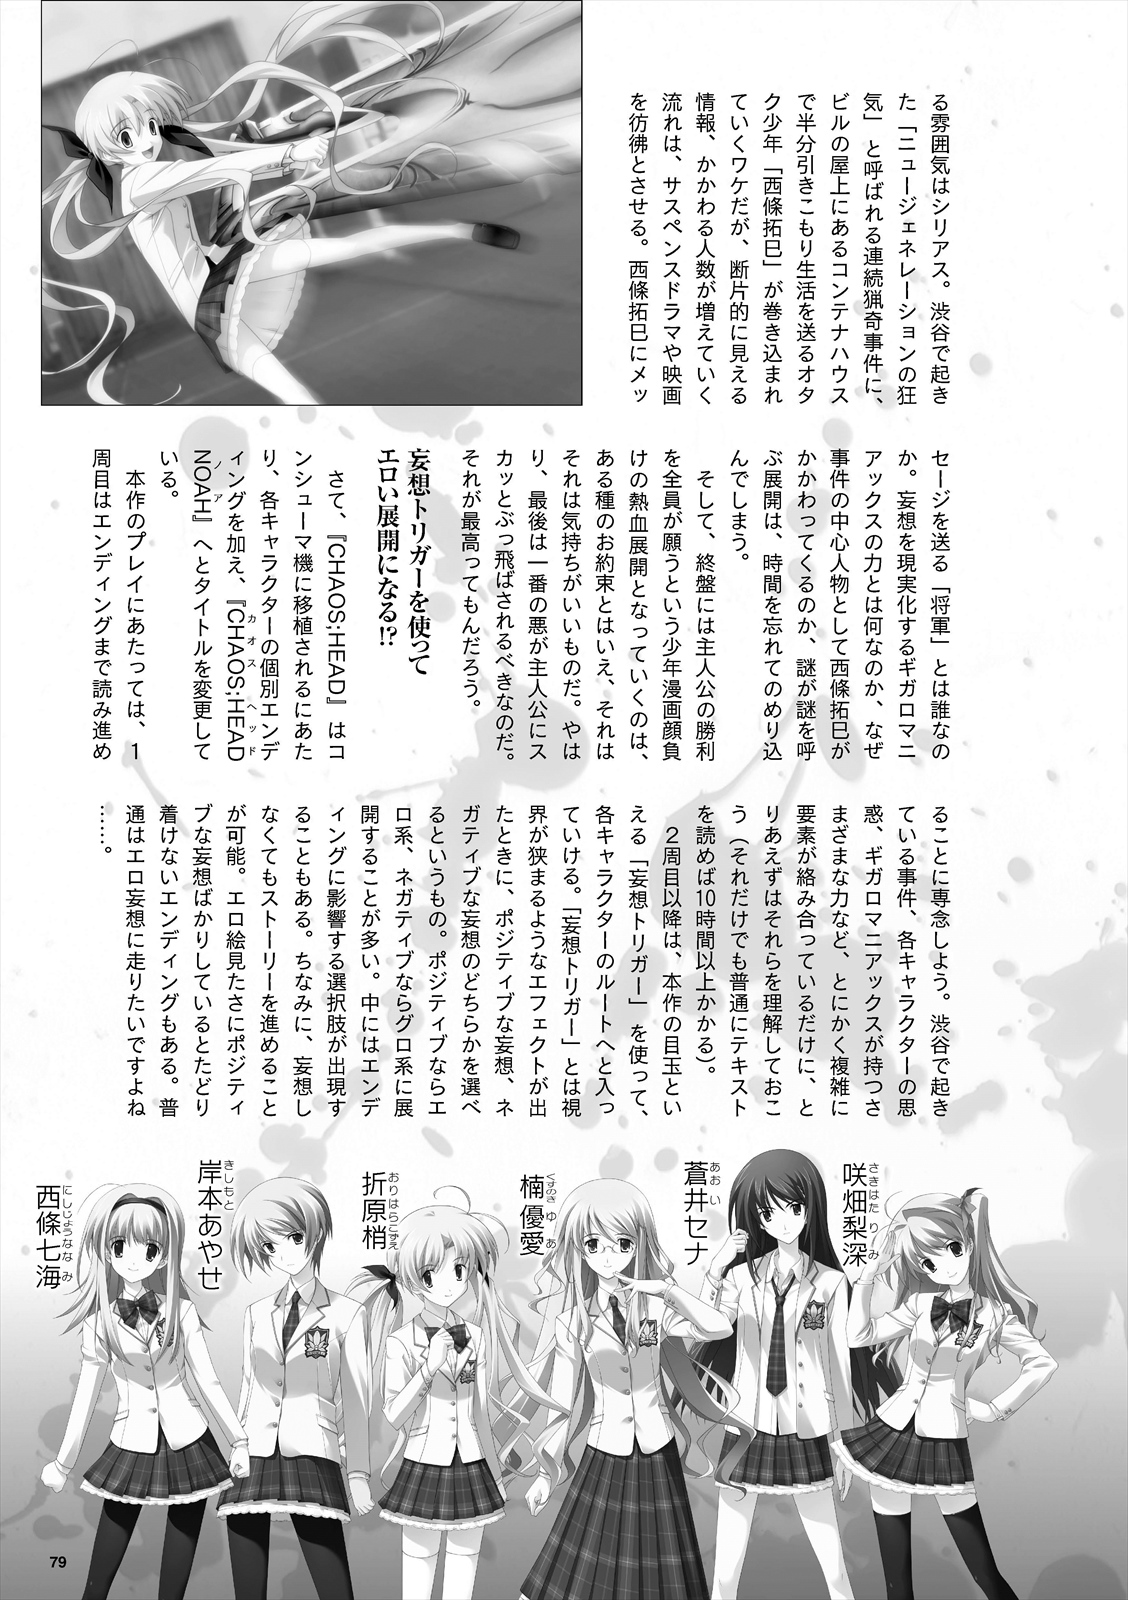 る雰囲気はシリアス。渋谷で起き
た「ニュージェネレーションの狂
気」と呼ばれる連続猟奇事件に、
ビルの屋上にあるコンテナハウス
で半分引きこもり生活を送るオタ
ク少年「西條拓巳」が巻き込まれ
ていくワケだが、断片的に見える
情報、かかわる人数が増えていく
流れは、サスペンスドラマや映画
を彷彿とさせる。西條拓巳にメッ
セージを送る「将軍」とは誰なの
か。妄想を現実化するギガロマニ
アックスの力とは何なのか、なぜ
事件の中心人物として西條拓巳が
かかわってくるのか、謎が謎を呼
ぶ展開は、時間を忘れてのめり込
んでしまう。
そして、終盤には主人公の勝利
を全員が願うという少年漫画顔負
けの熱血展開となっていくのは、
ある種のお約束とはいえ、それは
それは気持ちがいいものだ。やは
り、最後は一番の悪が主人公にス
カッとぶっ飛ばされるべきなのだ。
それが最高ってもんだろう。
妄想トリガーを使って
エロい展開になる!?
さて、『CHAOS;HEAD』はコ
ンシューマ機に移植されるにあた
り、各キャラクターの個別エンデ
ィングを加え、『CHAOS;HEAD
カオスヘッド
NOAH』へとタイトルを変更して
ノア
いる。
本作のプレイにあたっては、1
周目はエンディングまで読み進め
ることに専念しよう。渋谷で起き
ている事件、各キャラクターの思
惑、ギガロマニアックスが持つさ
まざまな力など、とにかく複雑に
要素が絡み合っているだけに、と
りあえずはそれらを理解しておこ
う（それだけでも普通にテキスト
を読めば10時間以上かかる）。
2周目以降は、本作の目玉とい
える「妄想トリガー」を使って、
各キャラクターのルートへと入っ
ていける。「妄想トリガー」とは視
界が狭まるようなエフェクトが出
たときに、ポジティブな妄想、ネ
ガティブな妄想のどちらかを選べ
るというもの。ポジティブならエ
ロ系、ネガティブならグロ系に展
開することが多い。中にはエンデ
ィングに影響する選択肢が出現す
ることもある。ちなみに、妄想し
なくてもストーリーを進めること
が可能。エロ絵見たさにポジティ
ブな妄想ばかりしているとたどり
着けないエンディングもある。普
通はエロ妄想に走りたいですよね
……。
咲畑梨深
さきはたりみ
蒼井セナ
あおい
楠優愛
くすのきゆあ
折原梢
おりはらこずえ
岸本あやせ
きしもと
西條七海
にしじょうななみ
79